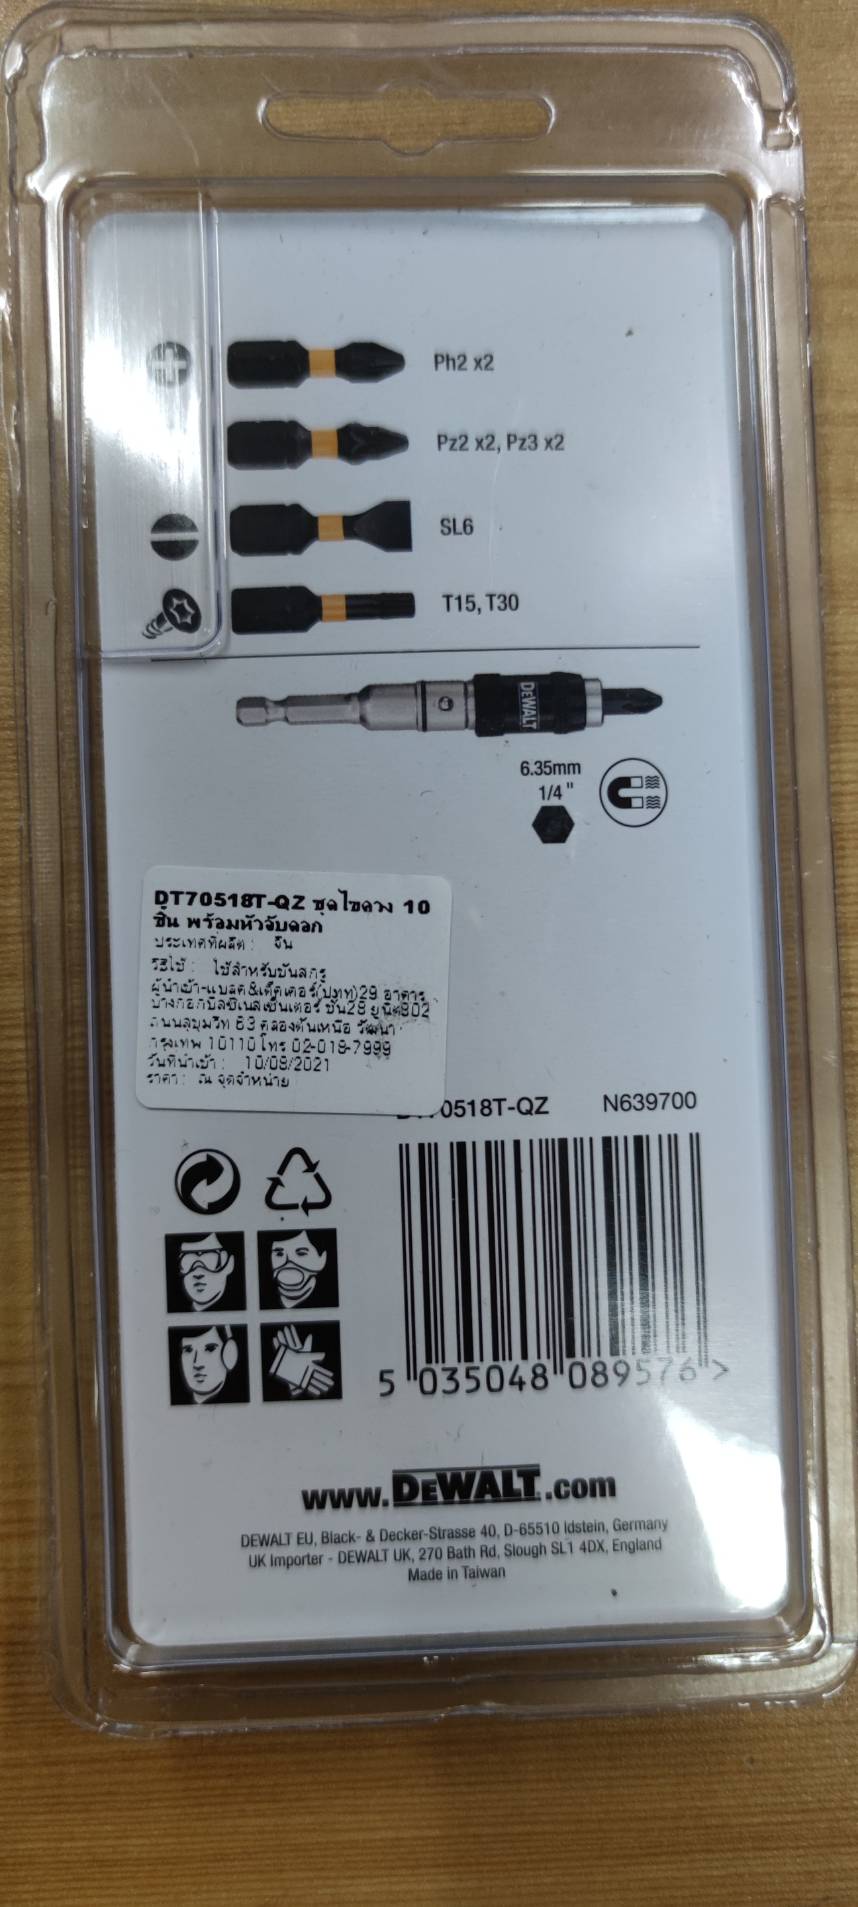 Ph2 x2
Pz2 x2, Pz3 x2
SL6
T15, T30
DEWALT
6.35mm
1/4"
DT70518T-QZ ชุดไขควง 10
ชิ้น พร้อมหัวจับดอก
ประเทศที่ผลิต : จีน
วิธีใช้ : ใช้สำหรับขันสกรู
ผู้นำเข้า-แบลค&เด็คเคอร์(ปทท)29 อาคาร
บางกอกบิสซิเนสเซ็นเตอร์ ชั้น28 ยูนิต802
ถนนสุขุมวิท 63 คลองตันเหนือ วัฒนา
กรุงเทพ 10110 โทร 02-018-7999
วันที่นำเข้า : 10/08/2021
ราคา : ณ จุดจำหน่าย
DT70518T-QZ N639700
5 035048 089576 >
www.DEWALT.com
DEWALT EU, Black- & Decker-Strasse 40, D-65510 Idstein, Germany
UK Importer - DEWALT UK, 270 Bath Rd, Slough SL1 4DX, England
Made in Taiwan